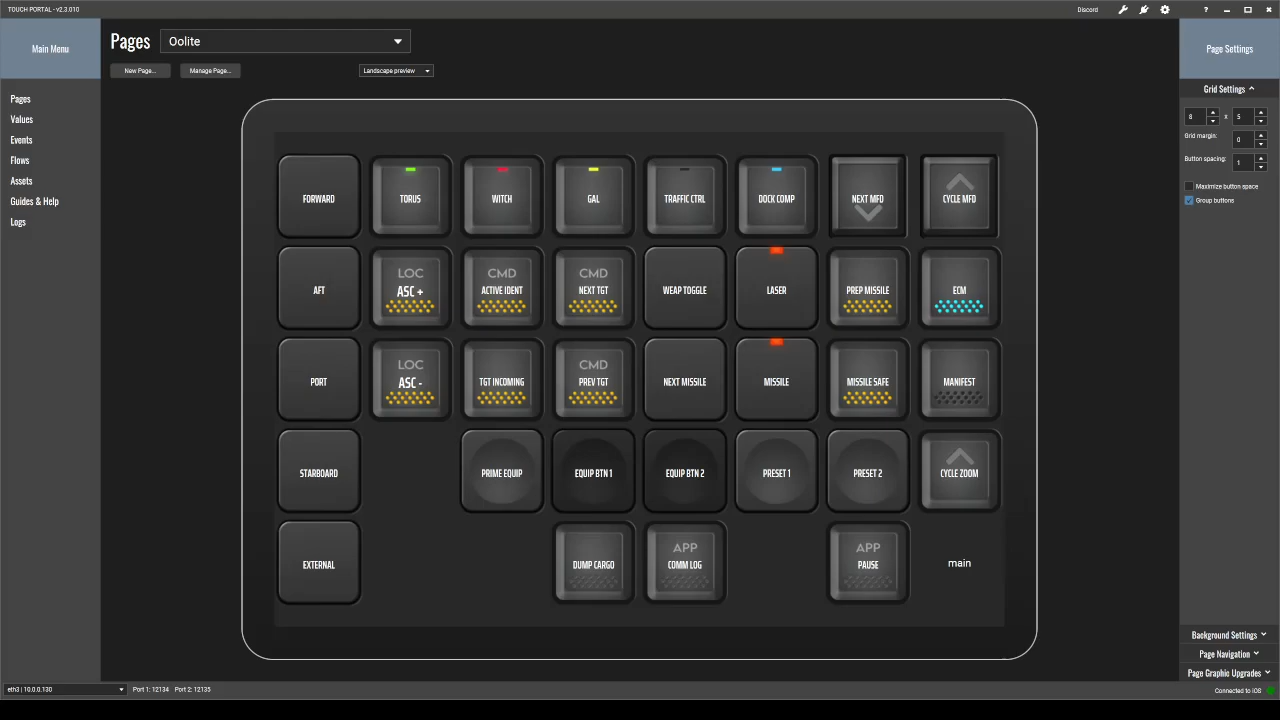 TOUCH PORTAL - v2.3.010
Discord
?
Main Menu
Pages
Oolite
Page Settings
New Page...
Manage Page...
Landscape preview
Pages
Values
Events
Flows
Assets
Guides & Help
Logs
Grid Settings
8 x 5
Grid margin:
0
Button spacing:
1
Maximize button space
Group buttons
FORWARD
TORUS
WITCH
GAL
TRAFFIC CTRL
DOCK COMP
NEXT MFD
CYCLE MFD
AFT
LOC
ASC +
CMD
ACTIVE IDENT
CMD
NEXT TGT
WEAP TOGGLE
LASER
PREP MISSILE
ECM
PORT
LOC
ASC -
TGT INCOMING
CMD
PREV TGT
NEXT MISSILE
MISSILE
MISSILE SAFE
MANIFEST
STARBOARD
PRIME EQUIP
EQUIP BTN 1
EQUIP BTN 2
PRESET 1
PRESET 2
CYCLE ZOOM
EXTERNAL
DUMP CARGO
APP
COMM LOG
APP
PAUSE
main
Background Settings
Page Navigation
Page Graphic Upgrades
eth3 | 10.0.0.130
Port 1: 12134 Port 2: 12135
Connected to iOS